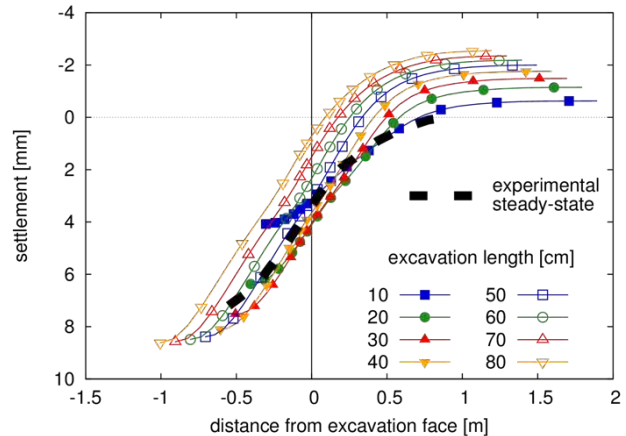 -4
-2
0
2
4
6
8
10
settlement [mm]
experimental
steady-state
excavation length [cm]
10 50
20 60
30 70
40 80
-1.5 -1 -0.5 0 0.5 1 1.5 2
distance from excavation face [m]